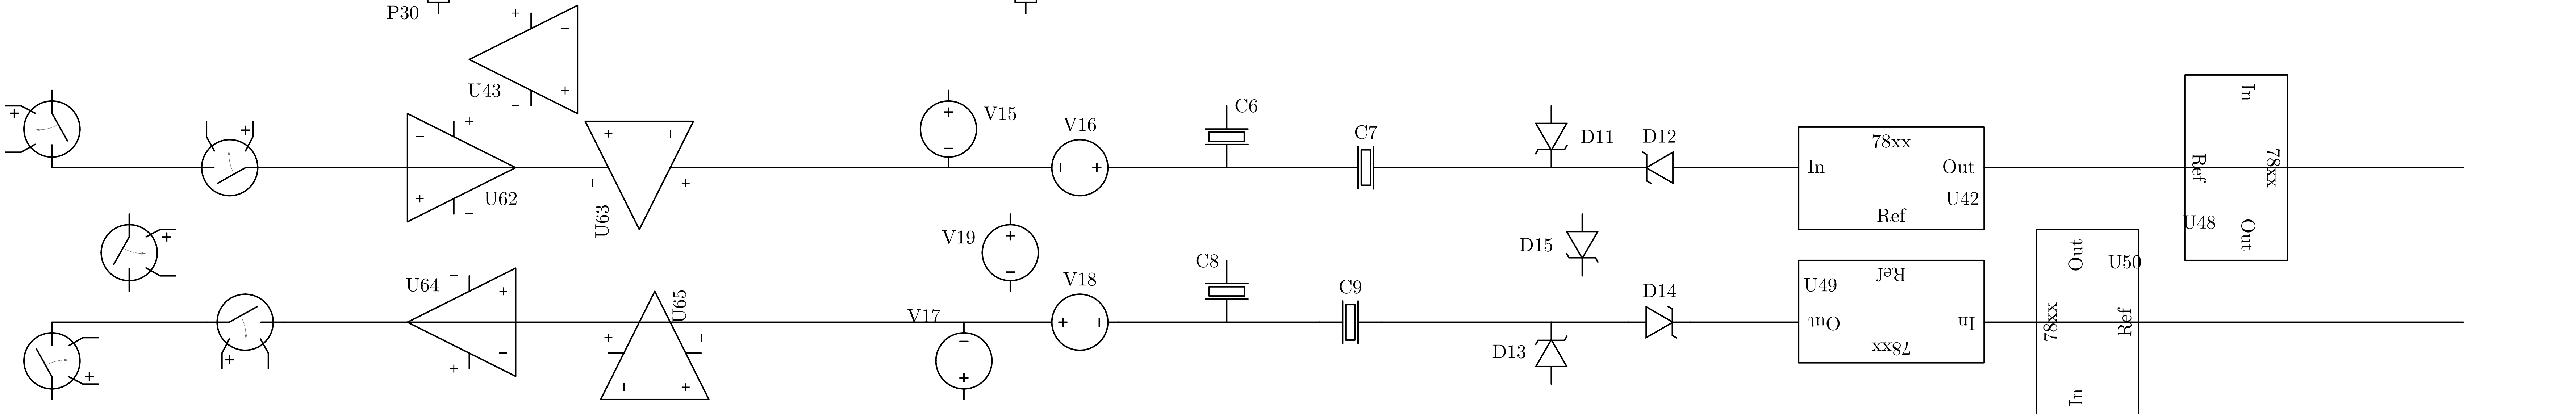 P30
+
−
U43
+
−
+
V15
+
−
C6
C7
D11
D12
78xx
In
Out
U42
Ref
In
78xx
Ref
U48
Out
−
+
+
−
U62
+
−
−
+
U63
V16
−
+
+
V19
+
−
D15
+
U64
−
+
−
+
U65
+
−
−
+
V17
−
+
V18
+
−
C8
C9
D13
D14
U49
Ref
Out
In
78xx
Out
U50
78xx
Ref
In
+
+